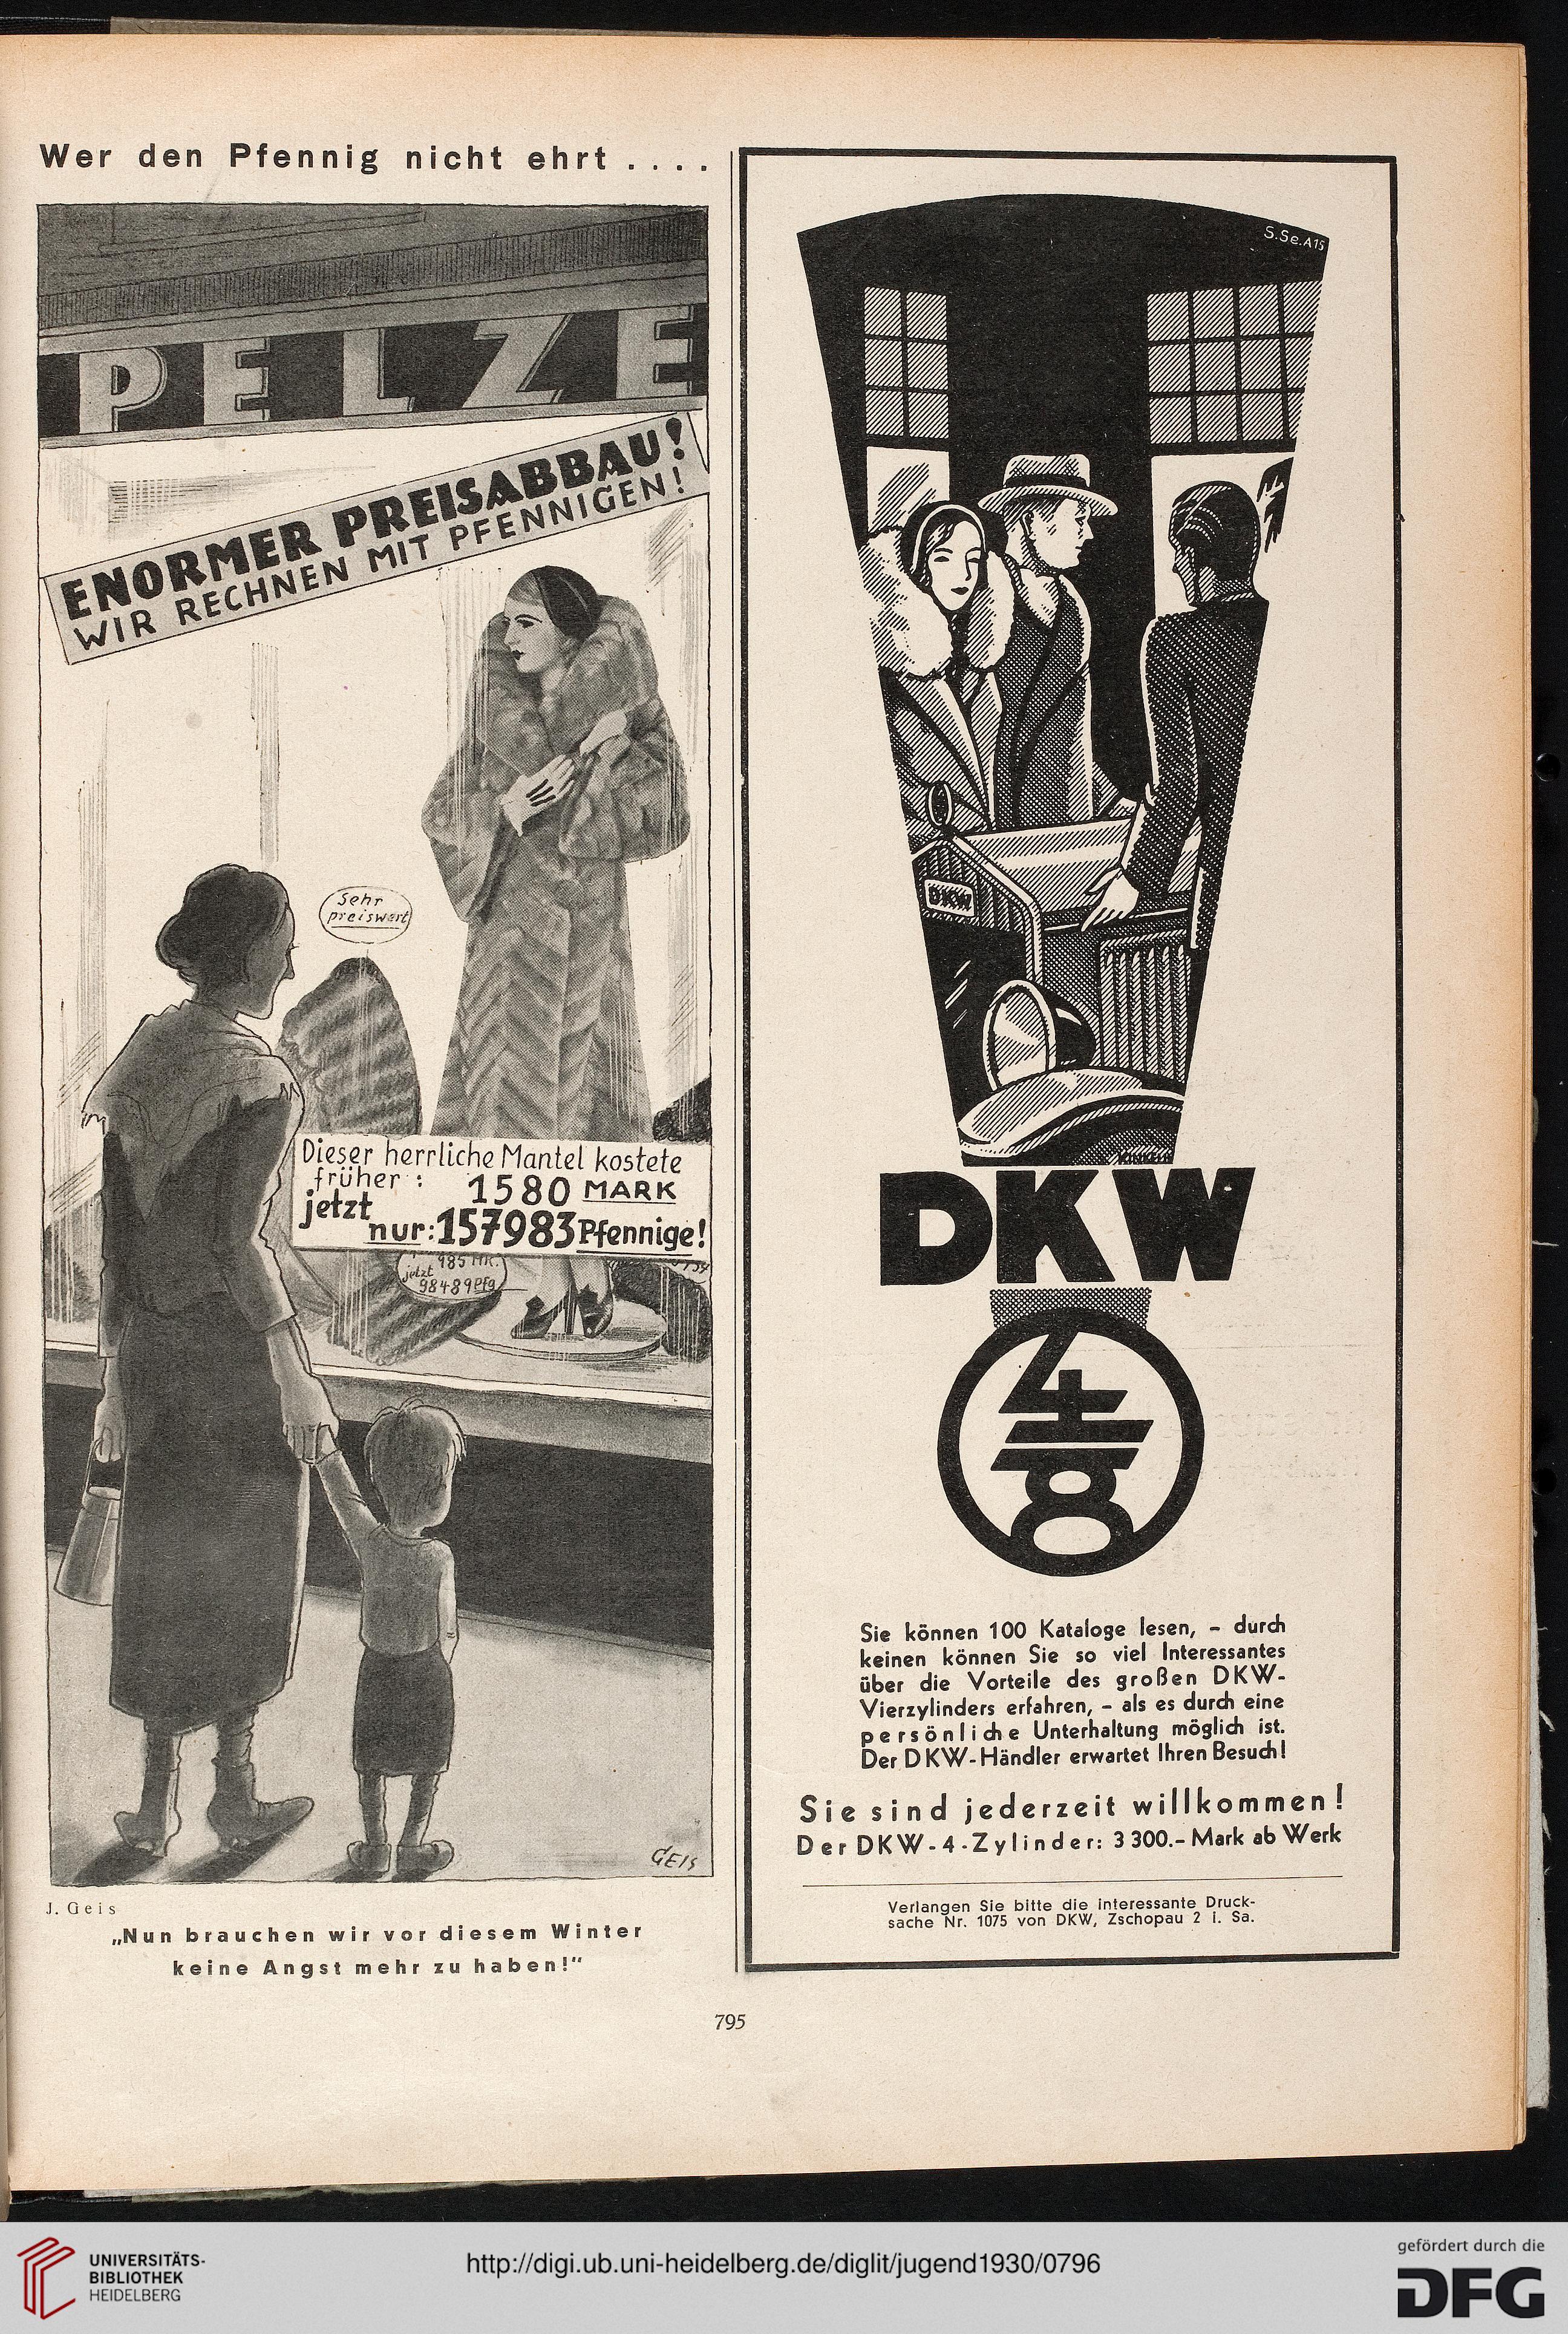 Wer den Pfennig nicht ehrt . . . .
PELZE
ENORMER PREISABBAU!
WIR RECHNEN MIT PFENNIGEN!
Sehr
preiswert
Dieser herrliche Mantel kostete
früher : 1580 MARK
jetzt
nur: 157983 Pfennige!
985 MK.
jetzt
98489 Pfg
GEIS
J. Geis
„Nun brauchen wir vor diesem Winter
keine Angst mehr zu haben!“
S.Se.A15
DKW
DKW
4=8
Sie können 100 Kataloge lesen, – durch
keinen können Sie so viel Interessantes
über die Vorteile des großen DKW-
Vierzylinders erfahren, – als es durch eine
persönliche Unterhaltung möglich ist.
Der DKW-Händler erwartet Ihren Besuch!
Sie sind jederzeit willkommen!
Der DKW-4-Zylinder: 3300.– Mark ab Werk
Verlangen Sie bitte die interessante Druck-
sache Nr. 1075 von DKW, Zschopau 2 i. Sa.
795
UNIVERSITÄTS-
BIBLIOTHEK
HEIDELBERG
http://digi.ub.uni-heidelberg.de/diglit/jugend1930/0796
gefördert durch die
DFG